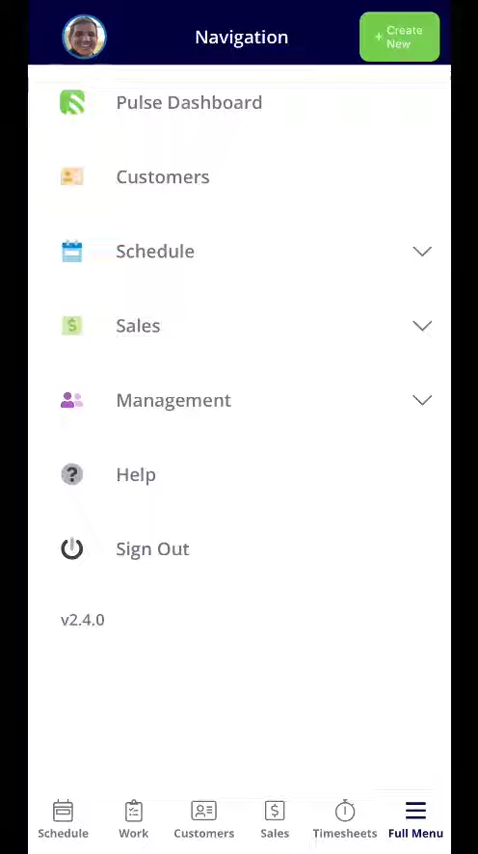 Navigation
+ Create
New
Pulse Dashboard
Customers
Schedule
Sales
Management
Help
Sign Out
v2.4.0
Schedule Work Customers Sales Timesheets Full Menu